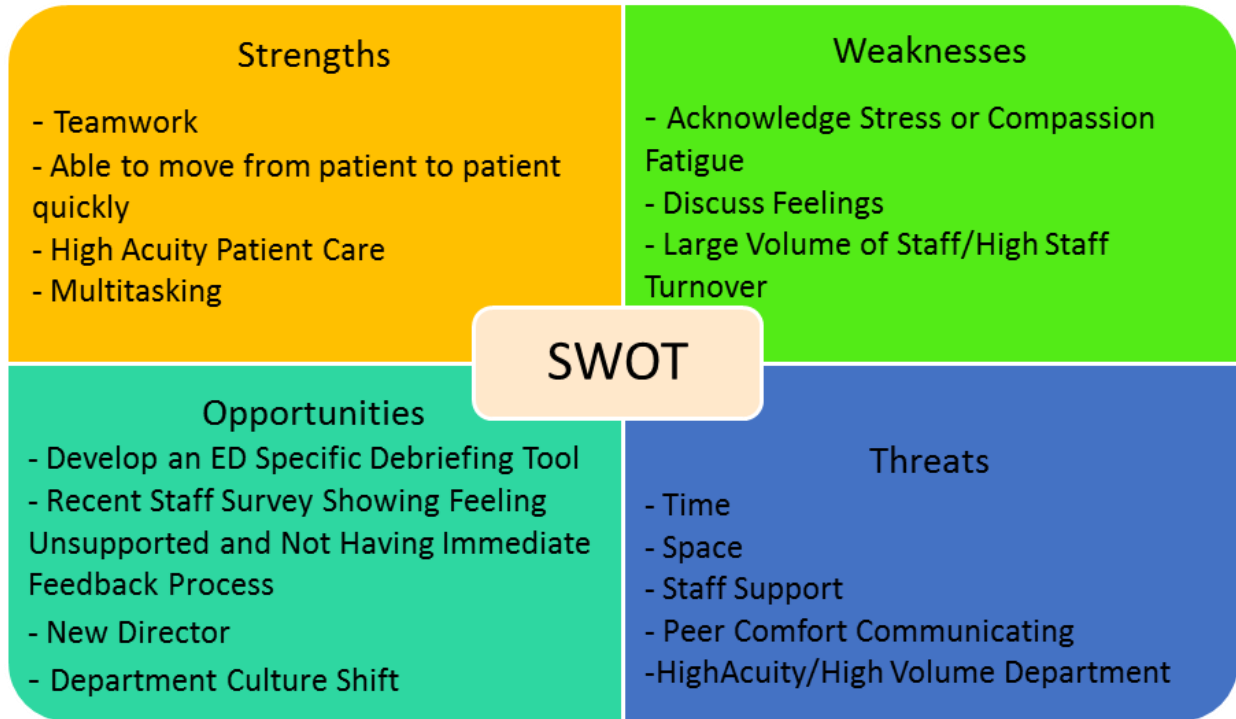 Strengths
- Teamwork
- Able to move from patient to patient
quickly
- High Acuity Patient Care
- Multitasking
Weaknesses
- Acknowledge Stress or Compassion
Fatigue
- Discuss Feelings
- Large Volume of Staff/High Staff
Turnover
SWOT
Opportunities
- Develop an ED Specific Debriefing Tool
- Recent Staff Survey Showing Feeling
Unsupported and Not Having Immediate
Feedback Process
- New Director
- Department Culture Shift
Threats
- Time
- Space
- Staff Support
- Peer Comfort Communicating
-HighAcuity/High Volume Department